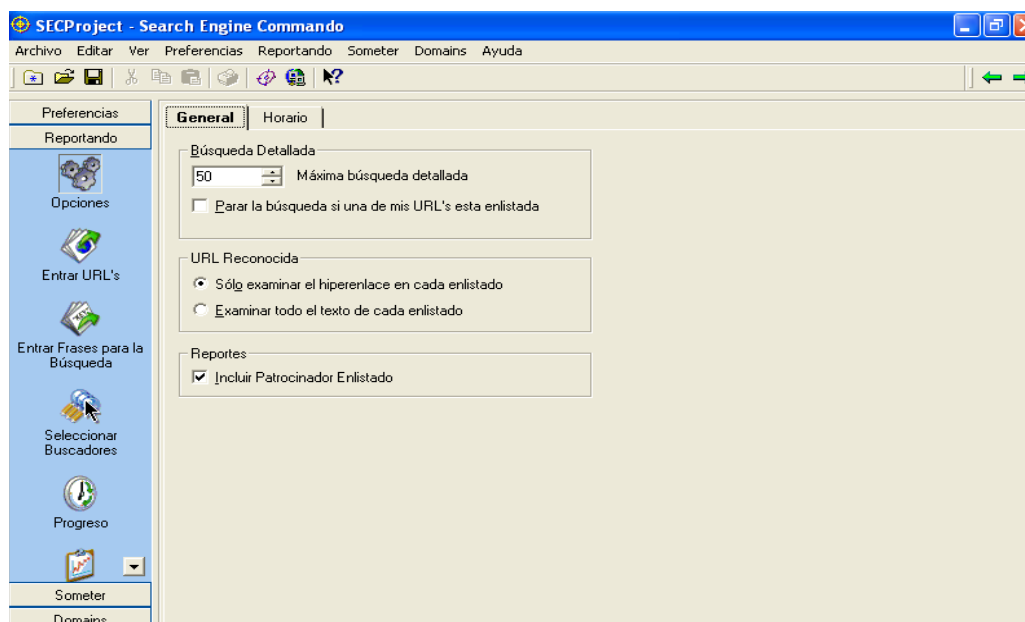 SECProject - Search Engine Commando
Archivo Editar Ver Preferencias Reportando Someter Domains Ayuda
Preferencias
Reportando
Opciones
Entrar URL's
Entrar Frases para la
Búsqueda
Seleccionar
Buscadores
Progreso
Someter
Domains
General Horario
Búsqueda Detallada
50 Máxima búsqueda detallada
Parar la búsqueda si una de mis URL's esta enlistada
URL Reconocida
Sólo examinar el hiperenlace en cada enlistado
Examinar todo el texto de cada enlistado
Reportes
Incluir Patrocinador Enlistado